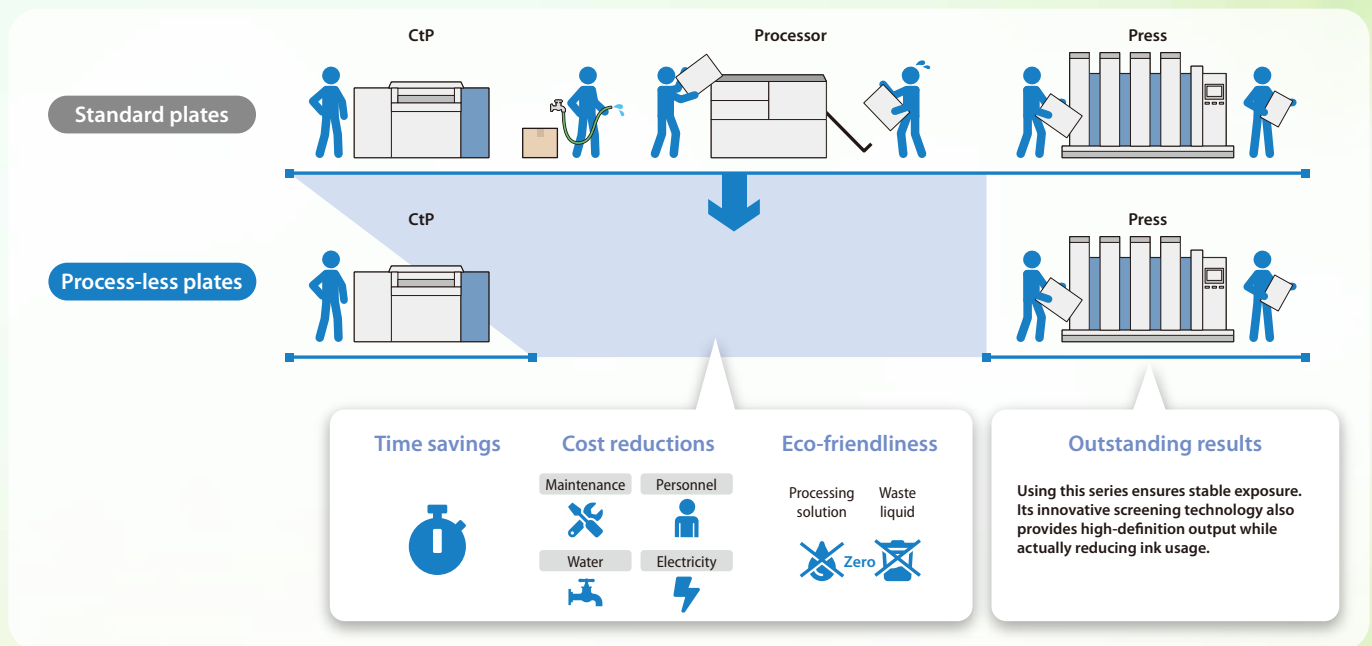 CtP
Processor
Press
Standard plates
CtP
Press
Process-less plates
Time savings
Cost reductions
Maintenance
Personnel
Water
Electricity
Eco-friendliness
Processing
solution
Waste
liquid
Zero
Outstanding results
Using this series ensures stable exposure.
Its innovative screening technology also
provides high-definition output while
actually reducing ink usage.